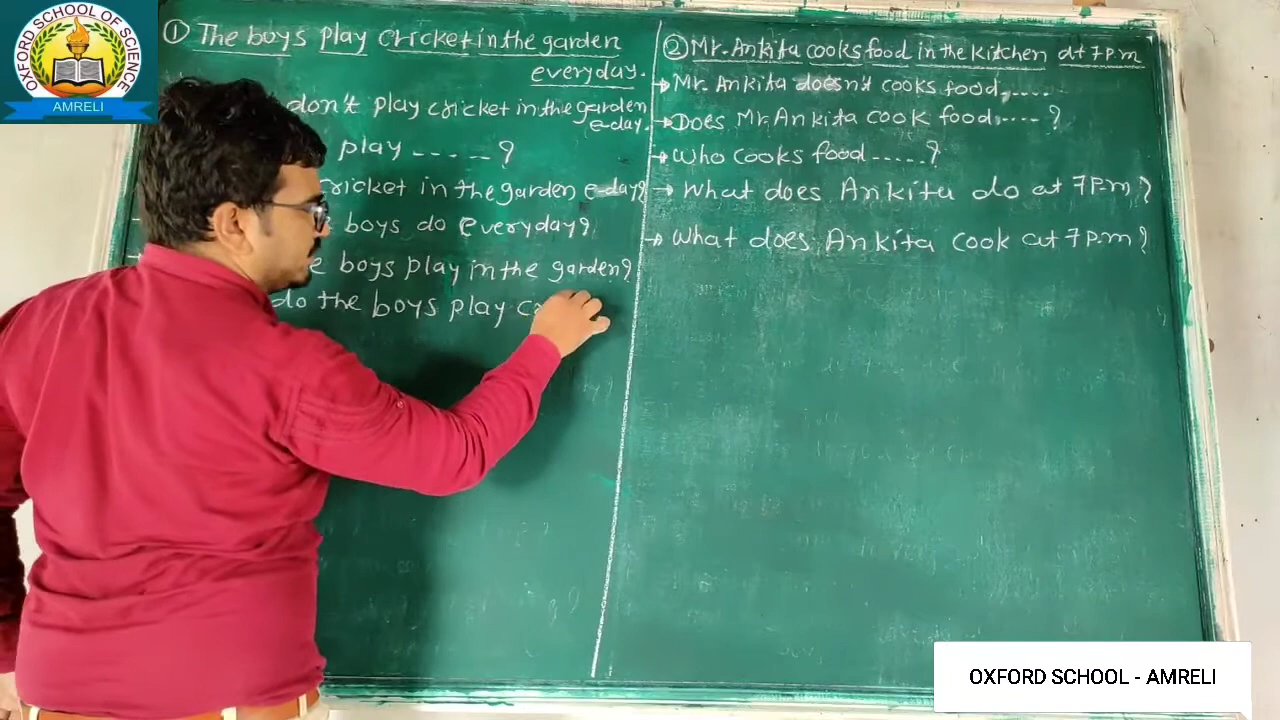 OXFORD SCHOOL OF SCIENCE
AMRELI
① The boys play cricket in the garden
everyday.
don't play cricket in the garden
e-day.
play ----- ?
cricket in the garden e-day?
boys do everyday?
boys play in the garden?
do the boys play
② Mr. Ankita cooks food in the kitchen at 7 P.m
→ Mr. Ankita doesn't cooks food......
→ Does Mr. Ankita cook food,.... ?
→ Who cooks food.....?
→ What does Ankita do at 7 P.m?
→ What does Ankita cook at 7 P.m?
OXFORD SCHOOL - AMRELI